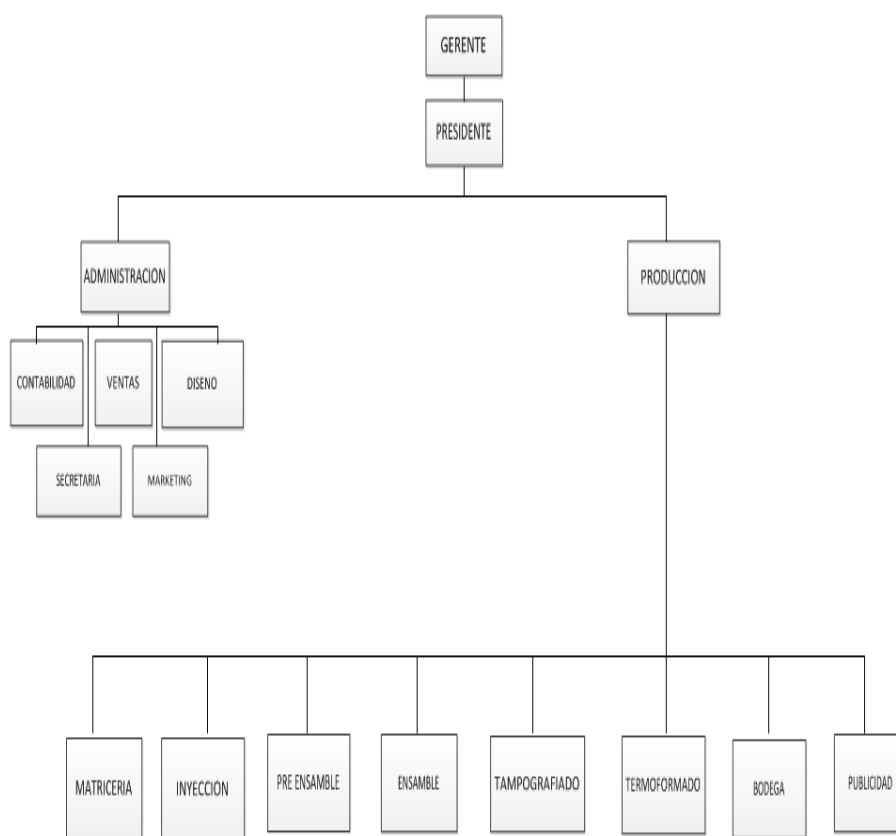 GERENTE
PRESIDENTE
ADMINISTRACION
PRODUCCION
CONTABILIDAD
VENTAS
DISENO
SECRETARIA
MARKETING
MATRICERIA
INYECCION
PRE ENSAMBLE
ENSAMBLE
TAMPOGRAFIADO
TERMOFORMADO
BODEGA
PUBLICIDAD